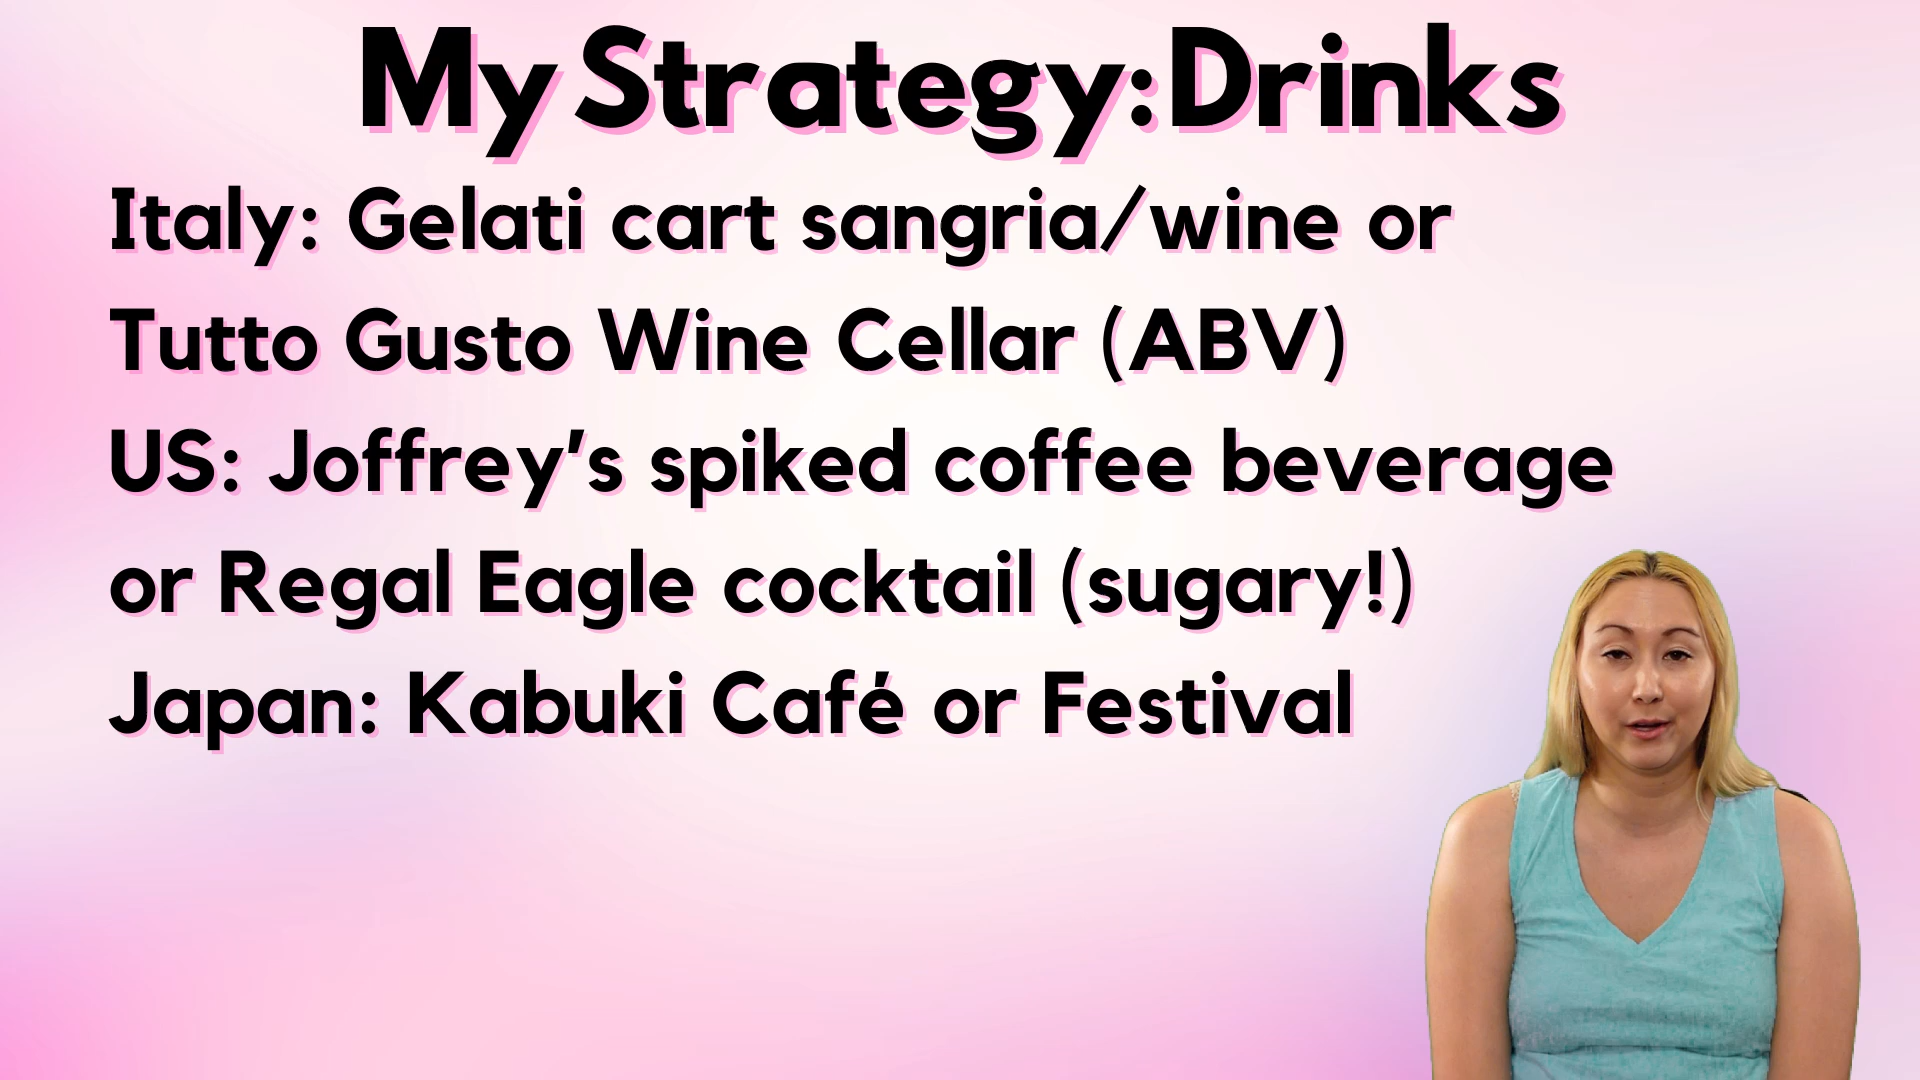 My Strategy: Drinks
Italy: Gelati cart sangria/wine or
Tutto Gusto Wine Cellar (ABV)
US: Joffrey's spiked coffee beverage
or Regal Eagle cocktail (sugary!)
Japan: Kabuki Café or Festival